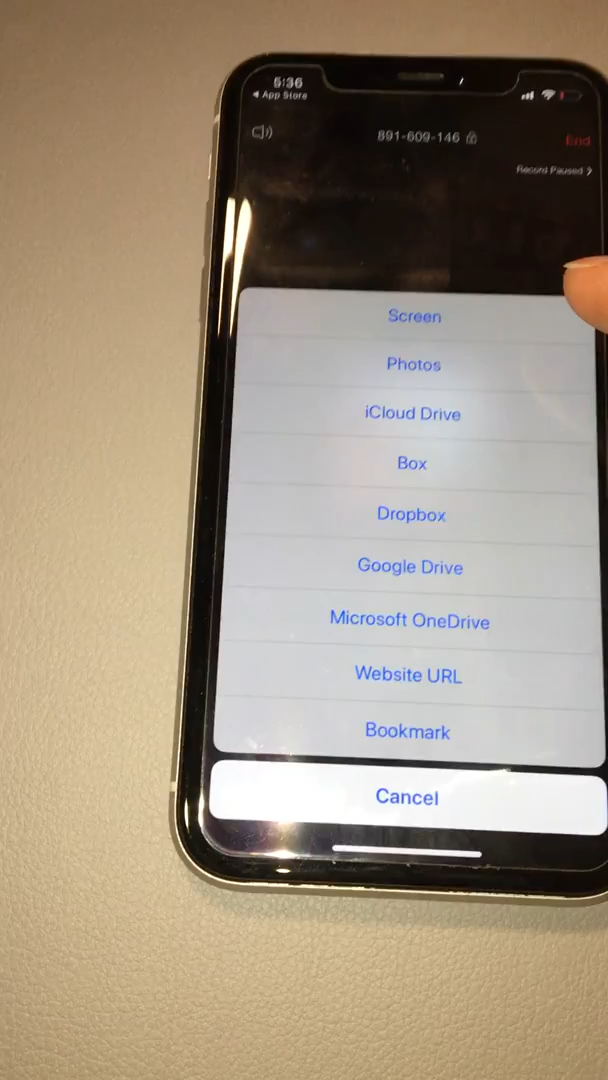 5:36
◀ App Store
891-609-146
End
Record Paused >
Screen
Photos
iCloud Drive
Box
Dropbox
Google Drive
Microsoft OneDrive
Website URL
Bookmark
Cancel